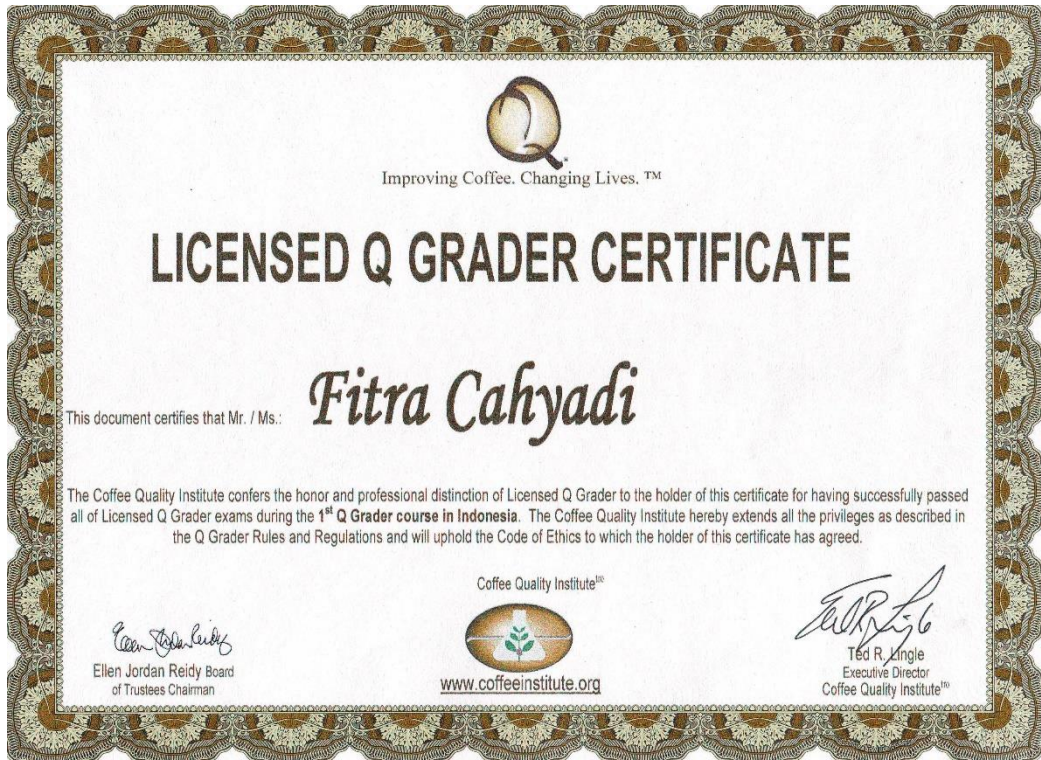 Improving Coffee. Changing Lives. ™
LICENSED Q GRADER CERTIFICATE
This document certifies that Mr. / Ms.: Fitra Cahyadi
The Coffee Quality Institute confers the honor and professional distinction of Licensed Q Grader to the holder of this certificate for having successfully passed
all of Licensed Q Grader exams during the 1st Q Grader course in Indonesia. The Coffee Quality Institute hereby extends all the privileges as described in
the Q Grader Rules and Regulations and will uphold the Code of Ethics to which the holder of this certificate has agreed.
Coffee Quality Institute
www.coffeeinstitute.org
Ellen Jordan Reidy
Ellen Jordan Reidy Board
of Trustees Chairman
Ted R. Lingle
Executive Director
Coffee Quality Institute